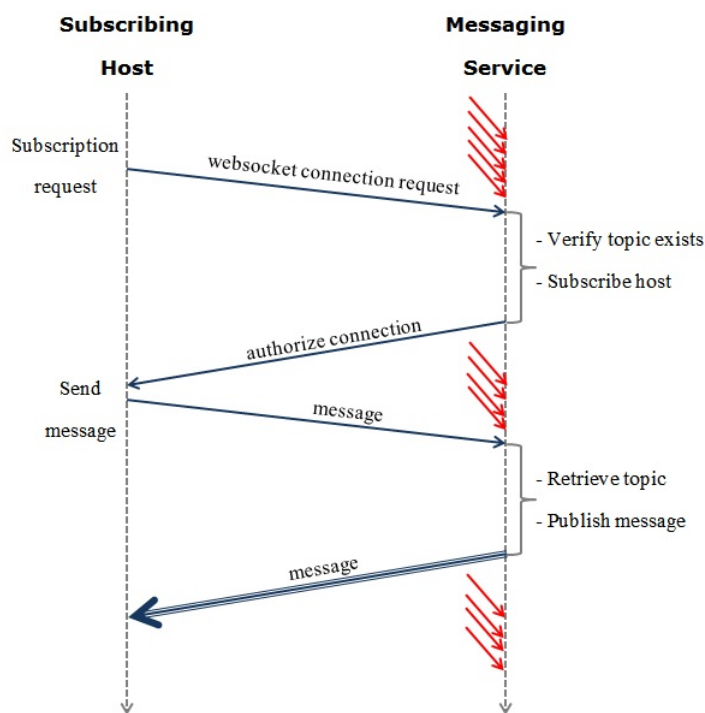 Subscribing
Host
Messaging
Service
Subscription
request
websocket connection request
- Verify topic exists
- Subscribe host
authorize connection
Send
message
message
- Retrieve topic
- Publish message
message